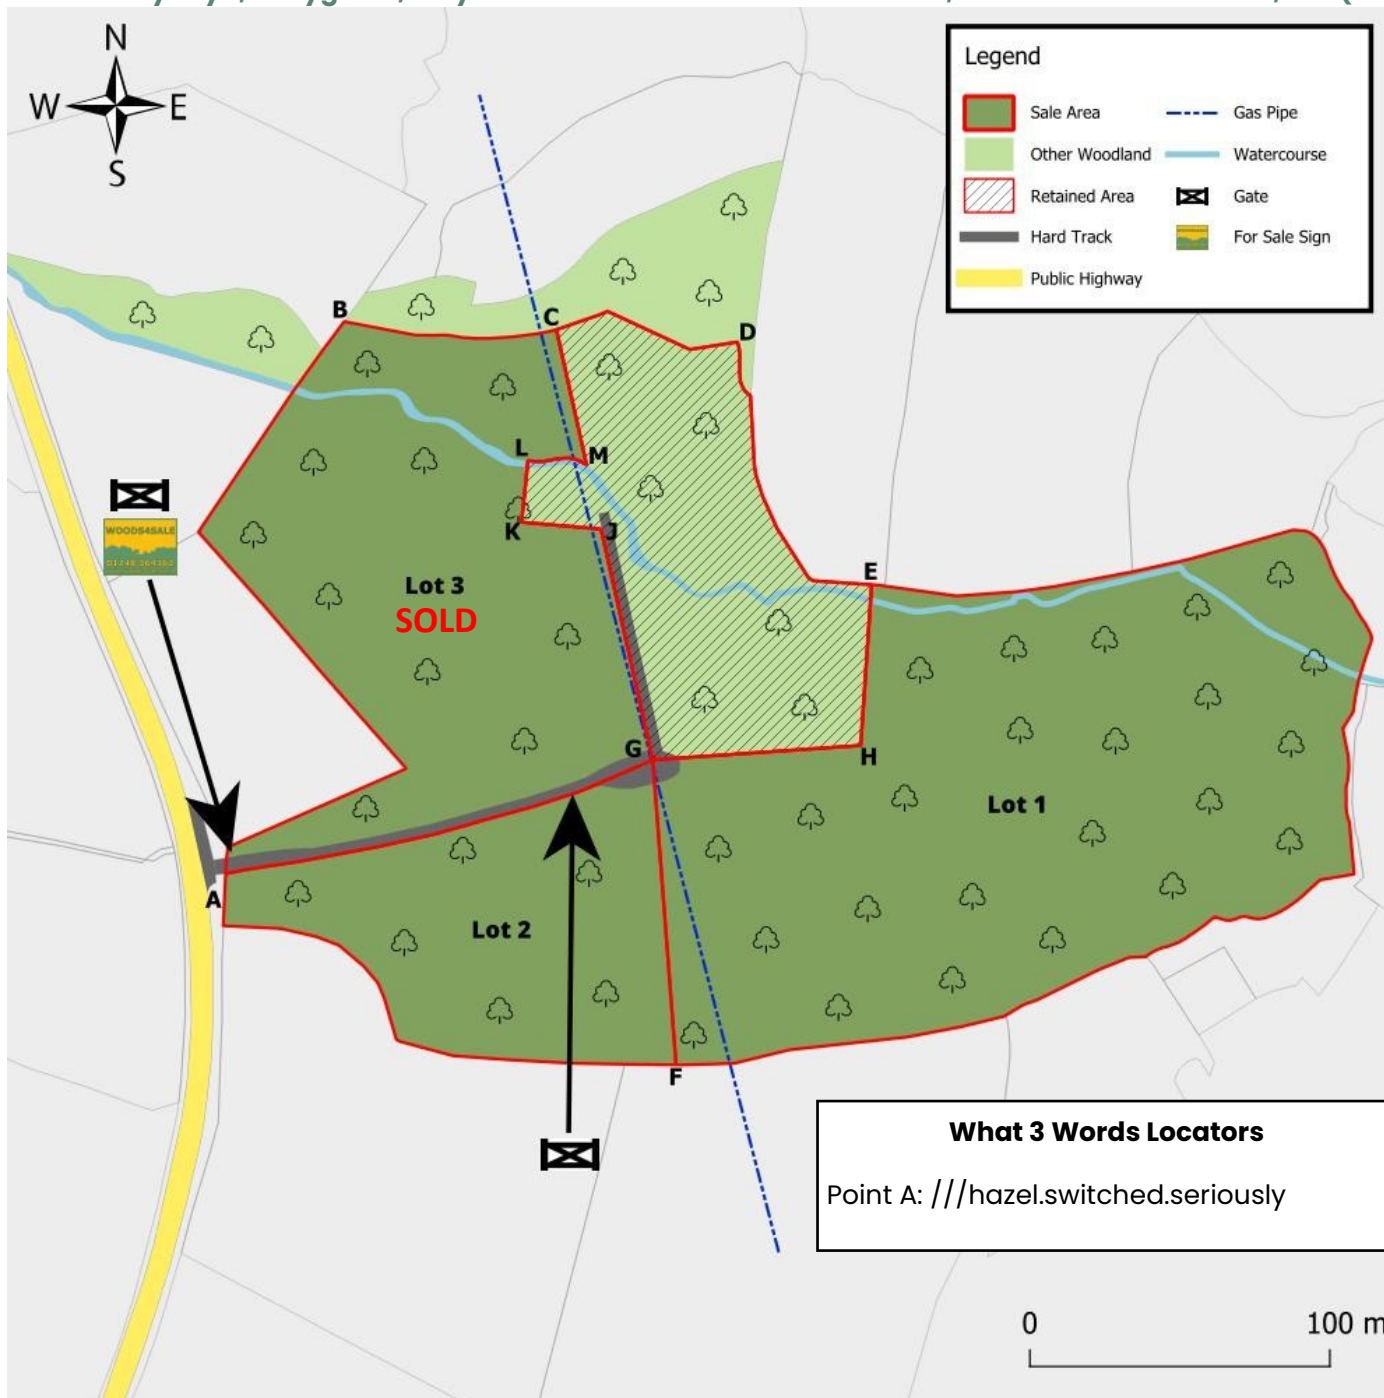 N
W E
S
Legend
Sale Area
Gas Pipe
Other Woodland
Watercourse
Retained Area
Gate
Hard Track
For Sale Sign
Public Highway
B
C
D
L
M
K
J
E
WOODS4SALE
Lot 3
SOLD
G
H
Lot 1
A
Lot 2
F
What 3 Words Locators
Point A: ///hazel.switched.seriously
0 100 m